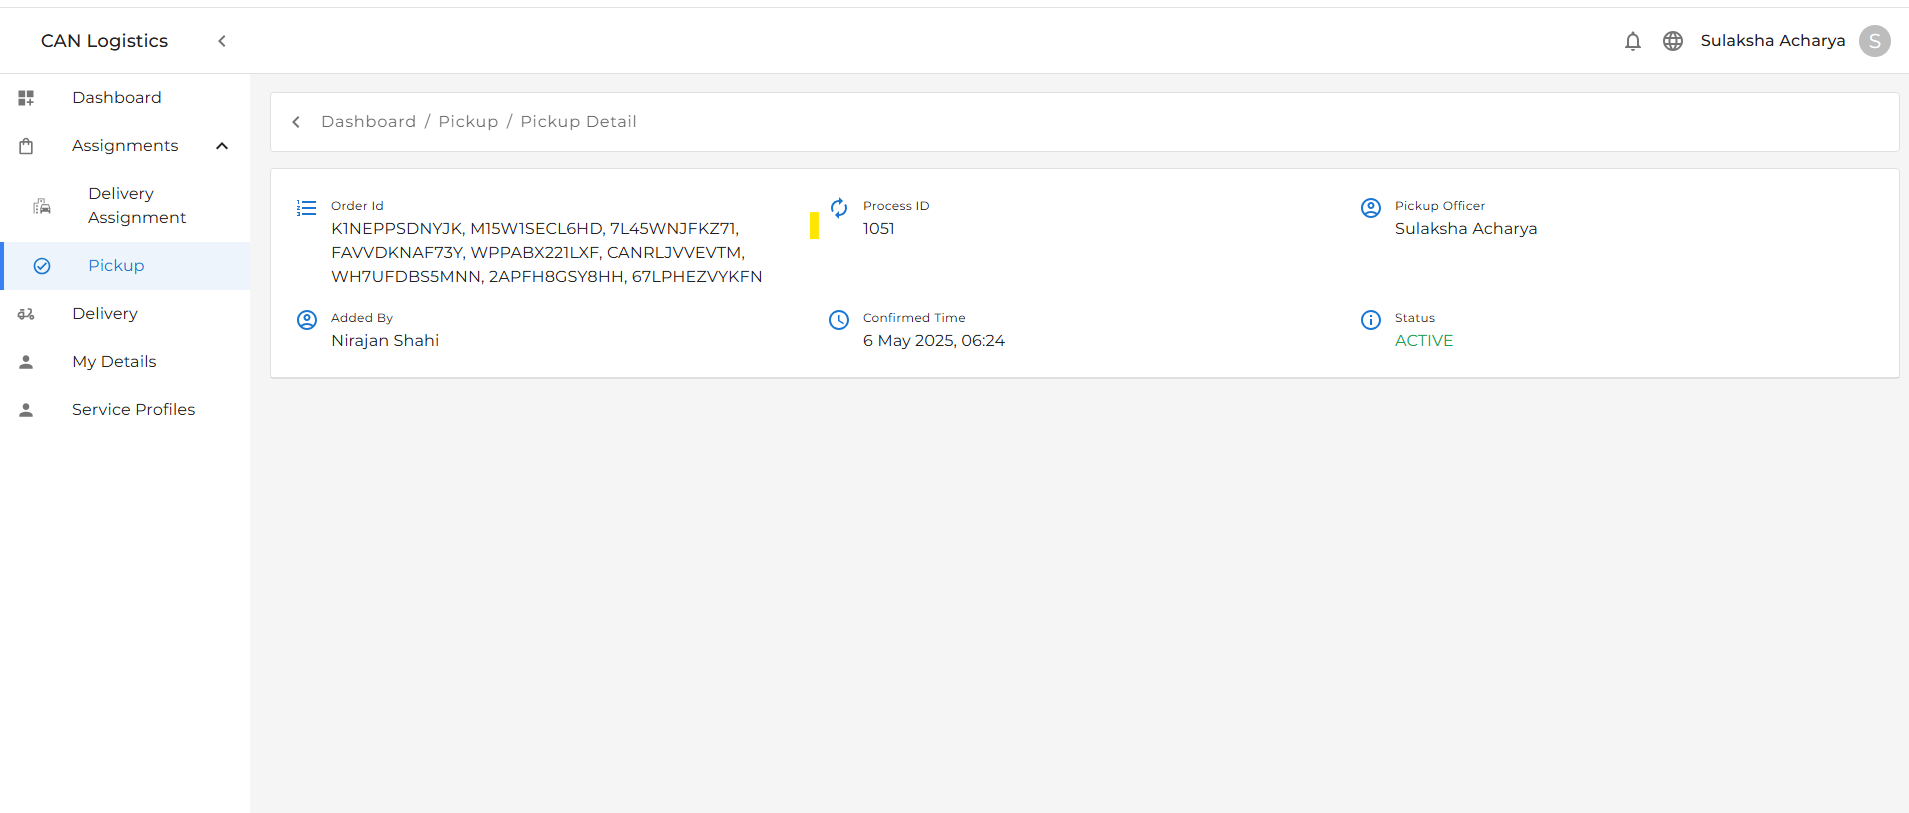 CAN Logistics
Sulaksha Acharya
S
Dashboard
Assignments
Delivery
Assignment
Pickup
Delivery
My Details
Service Profiles
Dashboard / Pickup / Pickup Detail
Order Id
K1NEPPSDNYJK, M15W1SECL6HD, 7L45WNJFKZ71,
FAVVDKNAF73Y, WPPABX221LXF, CANRLJVVEVTM,
WH7UFDBS5MNN, 2APFH8GSY8HH, 67LPHEZVYKFN
Process ID
1051
Pickup Officer
Sulaksha Acharya
Added By
Nirajan Shahi
Confirmed Time
6 May 2025, 06:24
Status
ACTIVE